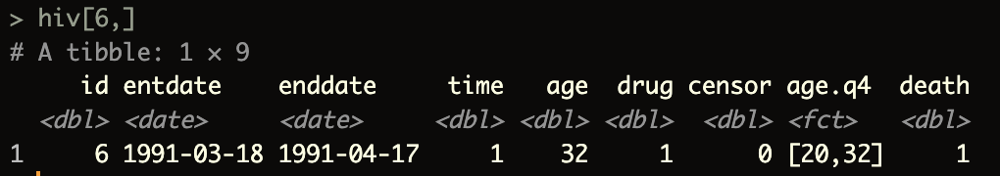 > hiv[6,]
# A tibble: 1 × 9
id entdate enddate time age drug censor age.q4 death
<dbl> <date> <date> <dbl> <dbl> <dbl> <dbl> <fct> <dbl>
1 6 1991-03-18 1991-04-17 1 32 1 0 [20,32] 1